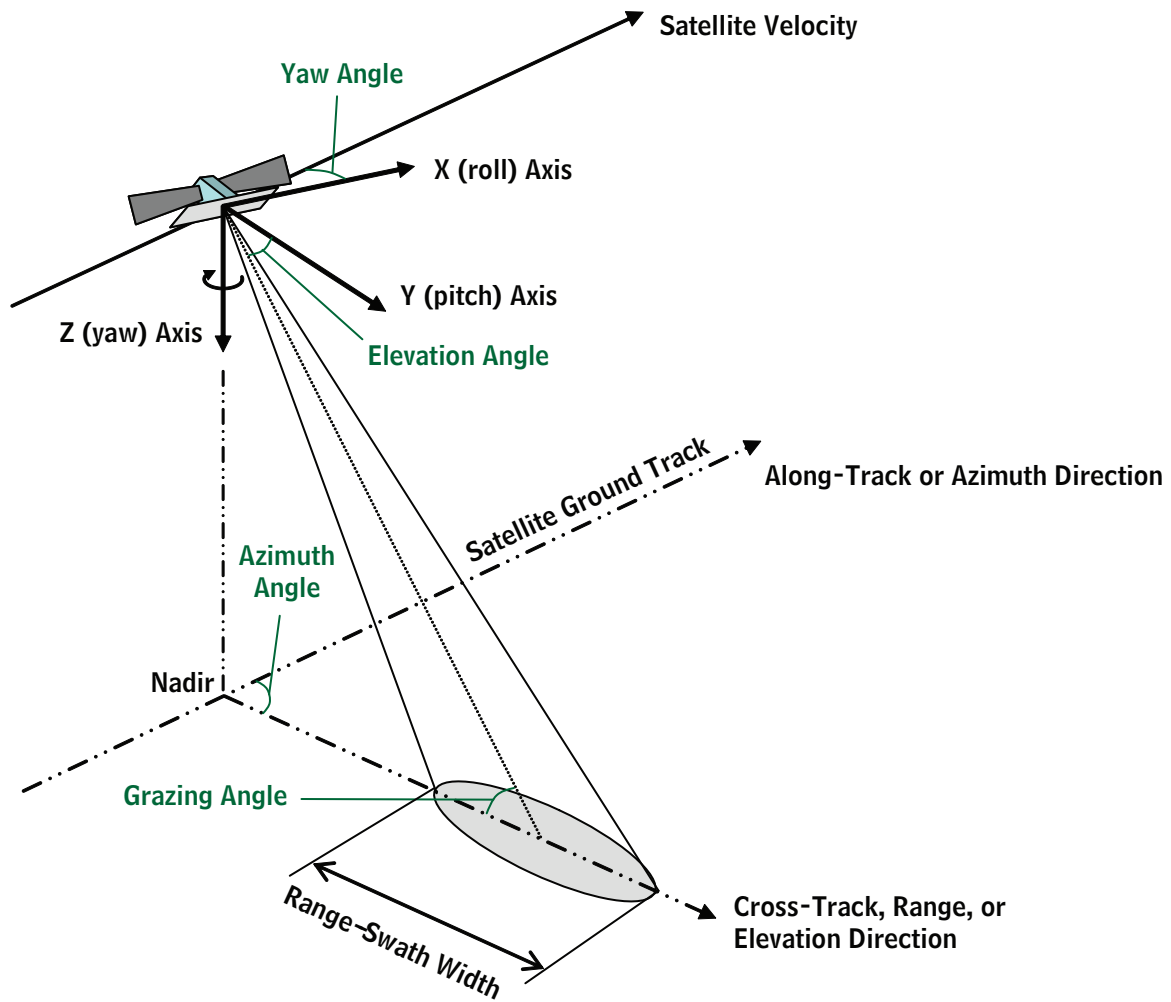 Satellite Velocity
Yaw Angle
X (roll) Axis
Y (pitch) Axis
Z (yaw) Axis
Elevation Angle
Satellite Ground Track
Along-Track or Azimuth Direction
Azimuth
Angle
Nadir
Grazing Angle
Range-Swath Width
Cross-Track, Range, or
Elevation Direction